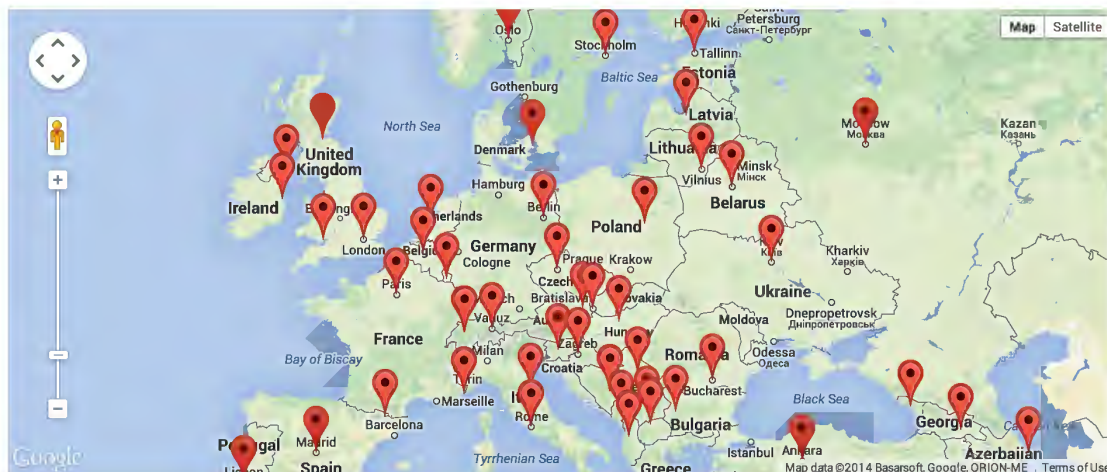 Saint
Petersburg
Санкт-Петербург
Map Satellite
Oslo
Stockholm
Tallinn
Baltic Sea
Estonia
Gothenburg
Latvia
North Sea
Moscow
Москва
Kazan
Казань
Denmark
United
Kingdom
Vilnius
Minsk
Мінск
Hamburg
Ireland
Berlin
Belarus
Poland
London
Germany
Cologne
Kharkiv
Харків
Київ
Prague
Krakow
Paris
Bratislava
Ukraine
Dnepropetrovsk
Дніпропетровськ
Moldova
Vaduz
France
Zagreb
Odessa
Одеса
Milan
Bay of Biscay
Croatia
Turin
Marseille
Bucharest
Rome
Black Sea
Barcelona
Bulgaria
Georgia
Madrid
Portugal
Istanbul
Ankara
Azerbaijan
Google
Tyrrhenian Sea
Spain
Greece
Map data ©2014 Basarsoft, Google, ORION-ME
Terms of Use